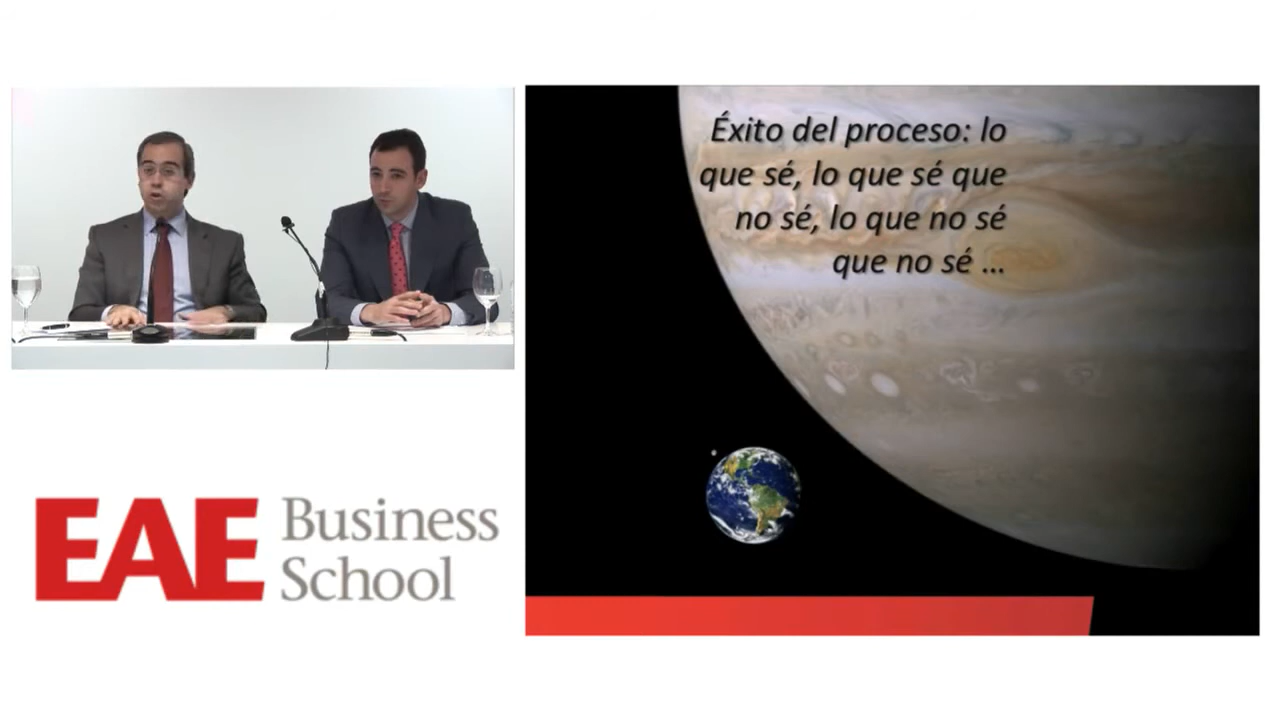 Éxito del proceso: lo
que sé, lo que sé que
no sé, lo que no sé
que no sé ...
EAE Business
School